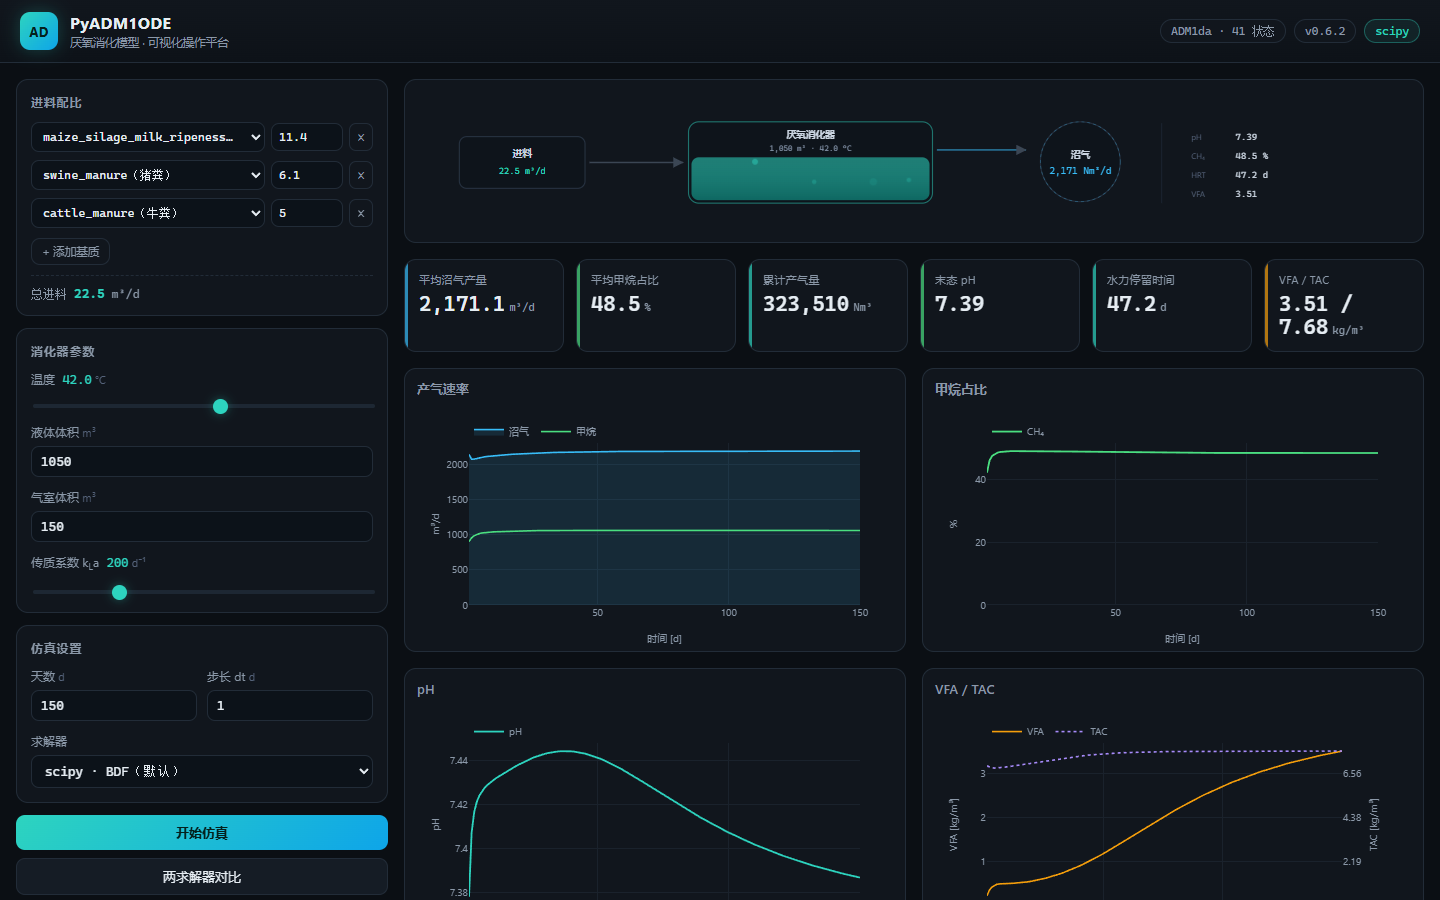 AD
PyADM1ODE
厌氧消化模型 · 可视化操作平台
ADM1da · 41 状态
v0.6.2
scipy
进料配比
maize_silage_milk_ripeness…
11.4
x
swine_manure（猪粪）
6.1
x
cattle_manure（牛粪）
5
x
+ 添加基质
总进料 22.5 m³/d
消化器参数
温度 42.0 °C
液体体积 m³
1050
气室体积 m³
150
传质系数 kLa 200 d⁻¹
仿真设置
天数 d
步长 dt d
150
1
求解器
scipy · BDF（默认）
开始仿真
两求解器对比
进料
22.5 m³/d
厌氧消化器
1,050 m³ · 42.0 °C
沼气
2,171 Nm³/d
pH 7.39
CH₄ 48.5 %
HRT 47.2 d
VFA 3.51
平均沼气产量
2,171.1 m³/d
平均甲烷占比
48.5 %
累计产气量
323,510 Nm³
末态 pH
7.39
水力停留时间
47.2 d
VFA / TAC
3.51 /
7.68 kg/m³
产气速率
沼气 甲烷
m³/d
2000
1500
1000
500
0
50 100 150
时间 [d]
甲烷占比
CH₄
%
40
20
0
50 100 150
时间 [d]
pH
pH
pH
7.44
7.42
7.4
7.38
VFA / TAC
VFA TAC
VFA [kg/m³]
3
2
1
6.56
4.38
2.19
TAC [kg/m³]